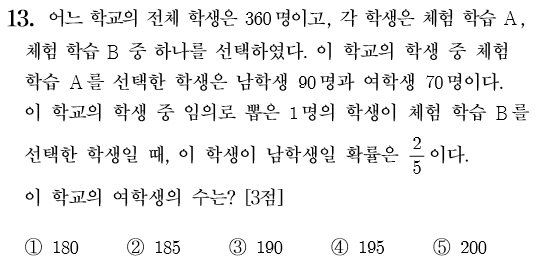 13. 어느 학교의 전체 학생은 360명이고, 각 학생은 체험 학습 A,
체험 학습 B 중 하나를 선택하였다. 이 학교의 학생 중 체험
학습 A를 선택한 학생은 남학생 90명과 여학생 70명이다.
이 학교의 학생 중 임의로 뽑은 1명의 학생이 체험 학습 B를
선택한 학생일 때, 이 학생이 남학생일 확률은 2/5이다.
이 학교의 여학생의 수는? [3점]
① 180 ② 185 ③ 190 ④ 195 ⑤ 200